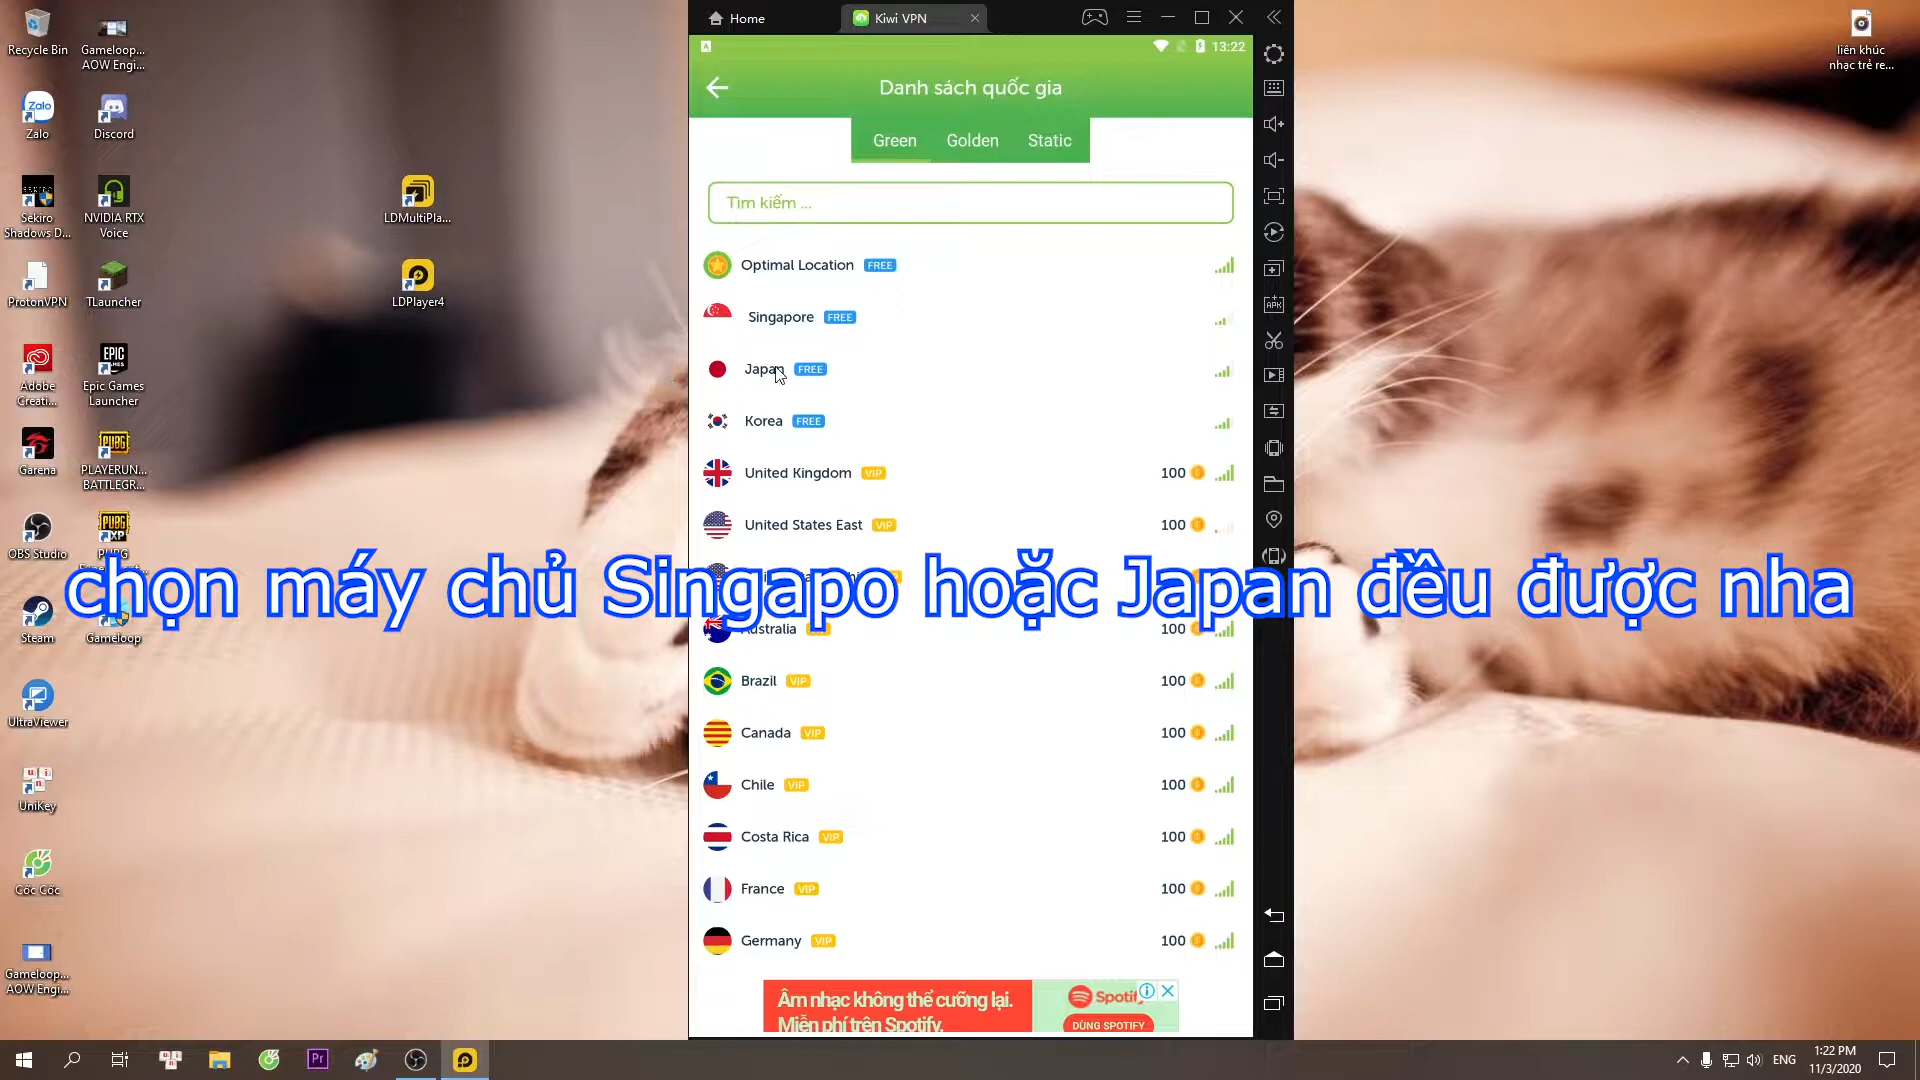 Recycle Bin
Gameloop...
AOW Engi...
Zalo
Discord
Sekiro
Shadows D...
NVIDIA RTX
Voice
ProtonVPN
TLauncher
Adobe
Creati...
Epic Games
Launcher
Garena
PLAYERUN...
BATTLEGR...
OBS Studio
PUBG
Steam
Gameloop
UltraViewer
UniKey
Cốc Cốc
Gameloop...
AOW Engi...
LDMultiPla...
LDPlayer4
liên khúc
nhạc trẻ re...
Home
Kiwi VPN
13:22
Danh sách quốc gia
Green Golden Static
Tìm kiếm ...
Optimal Location FREE
Singapore FREE
Japan FREE
Korea FREE
United Kingdom VIP 100
United States East VIP 100
chọn máy chủ Singapo hoặc Japan đều được nha
Australia 100
Brazil VIP 100
Canada VIP 100
Chile VIP 100
Costa Rica VIP 100
France VIP 100
Germany VIP 100
Âm nhạc không thể cưỡng lại.
Miễn phí trên Spotify.
Spotify
DÙNG SPOTIFY
ENG
1:22 PM
11/3/2020